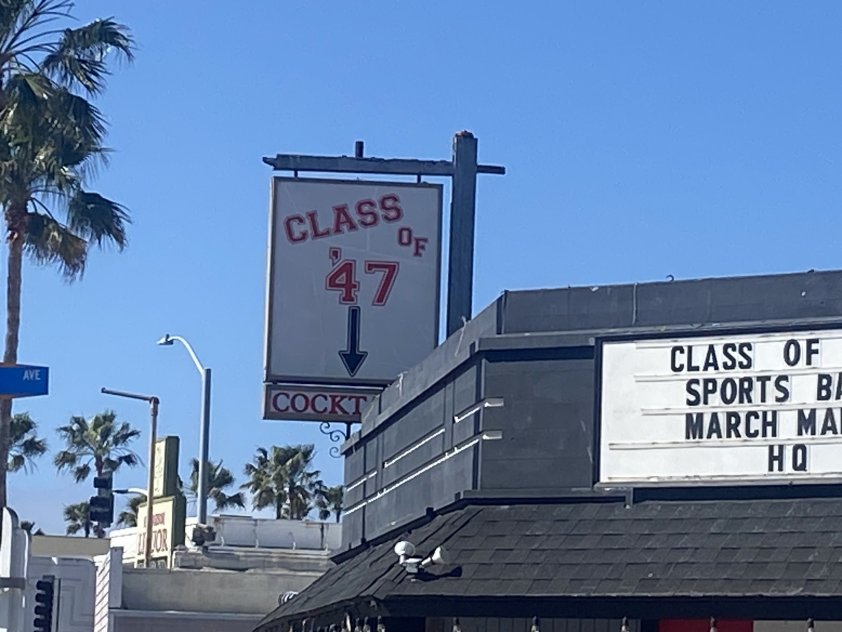 CLASS
OF
'47
COCKT
AVE
CLASS OF
SPORTS BA
MARCH MA
HQ